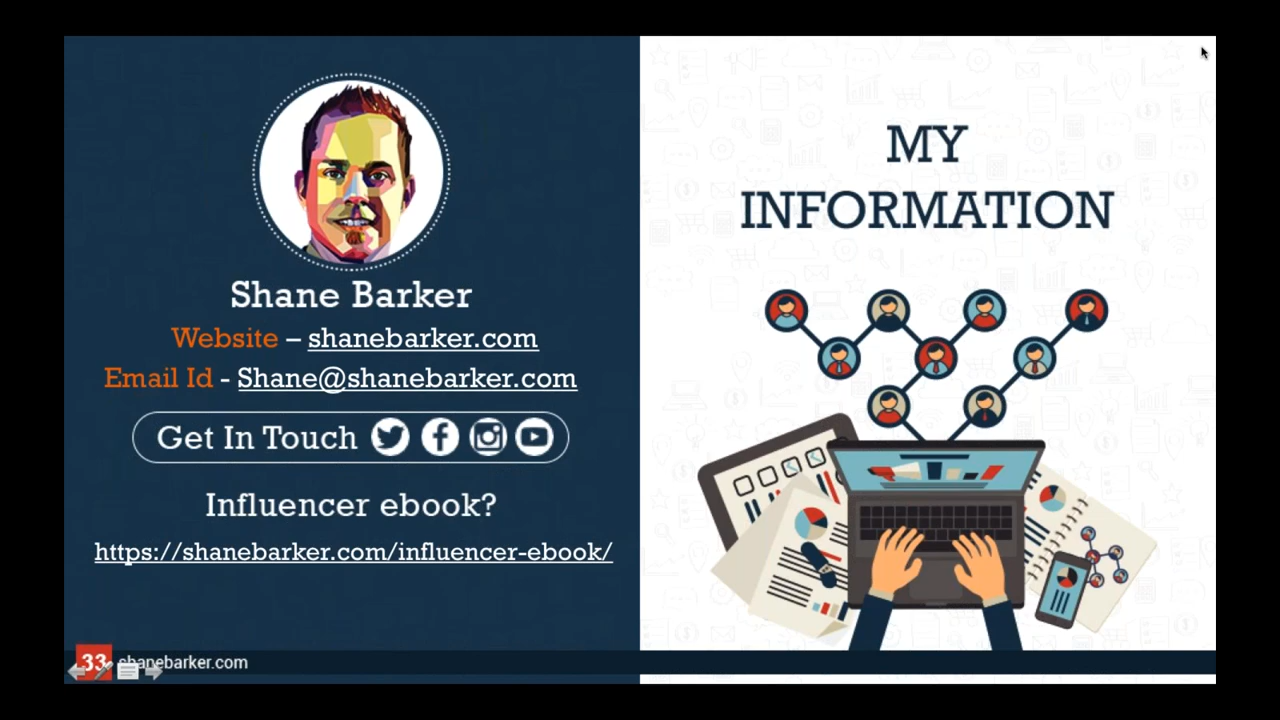 Shane Barker
Website – shanebarker.com
Email Id - Shane@shanebarker.com
Get In Touch
Influencer ebook?
https://shanebarker.com/influencer-ebook/
33 shanebarker.com
MY
INFORMATION